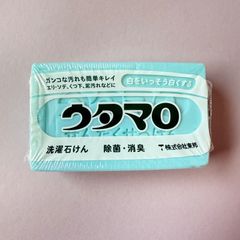 ガンコな汚れも簡単キレイ
エリ・ソデ、くつ下、泥汚れなどに
白をいっそう白くする
ウタマロ
洗濯石けん 除菌・消臭 株式会社東邦